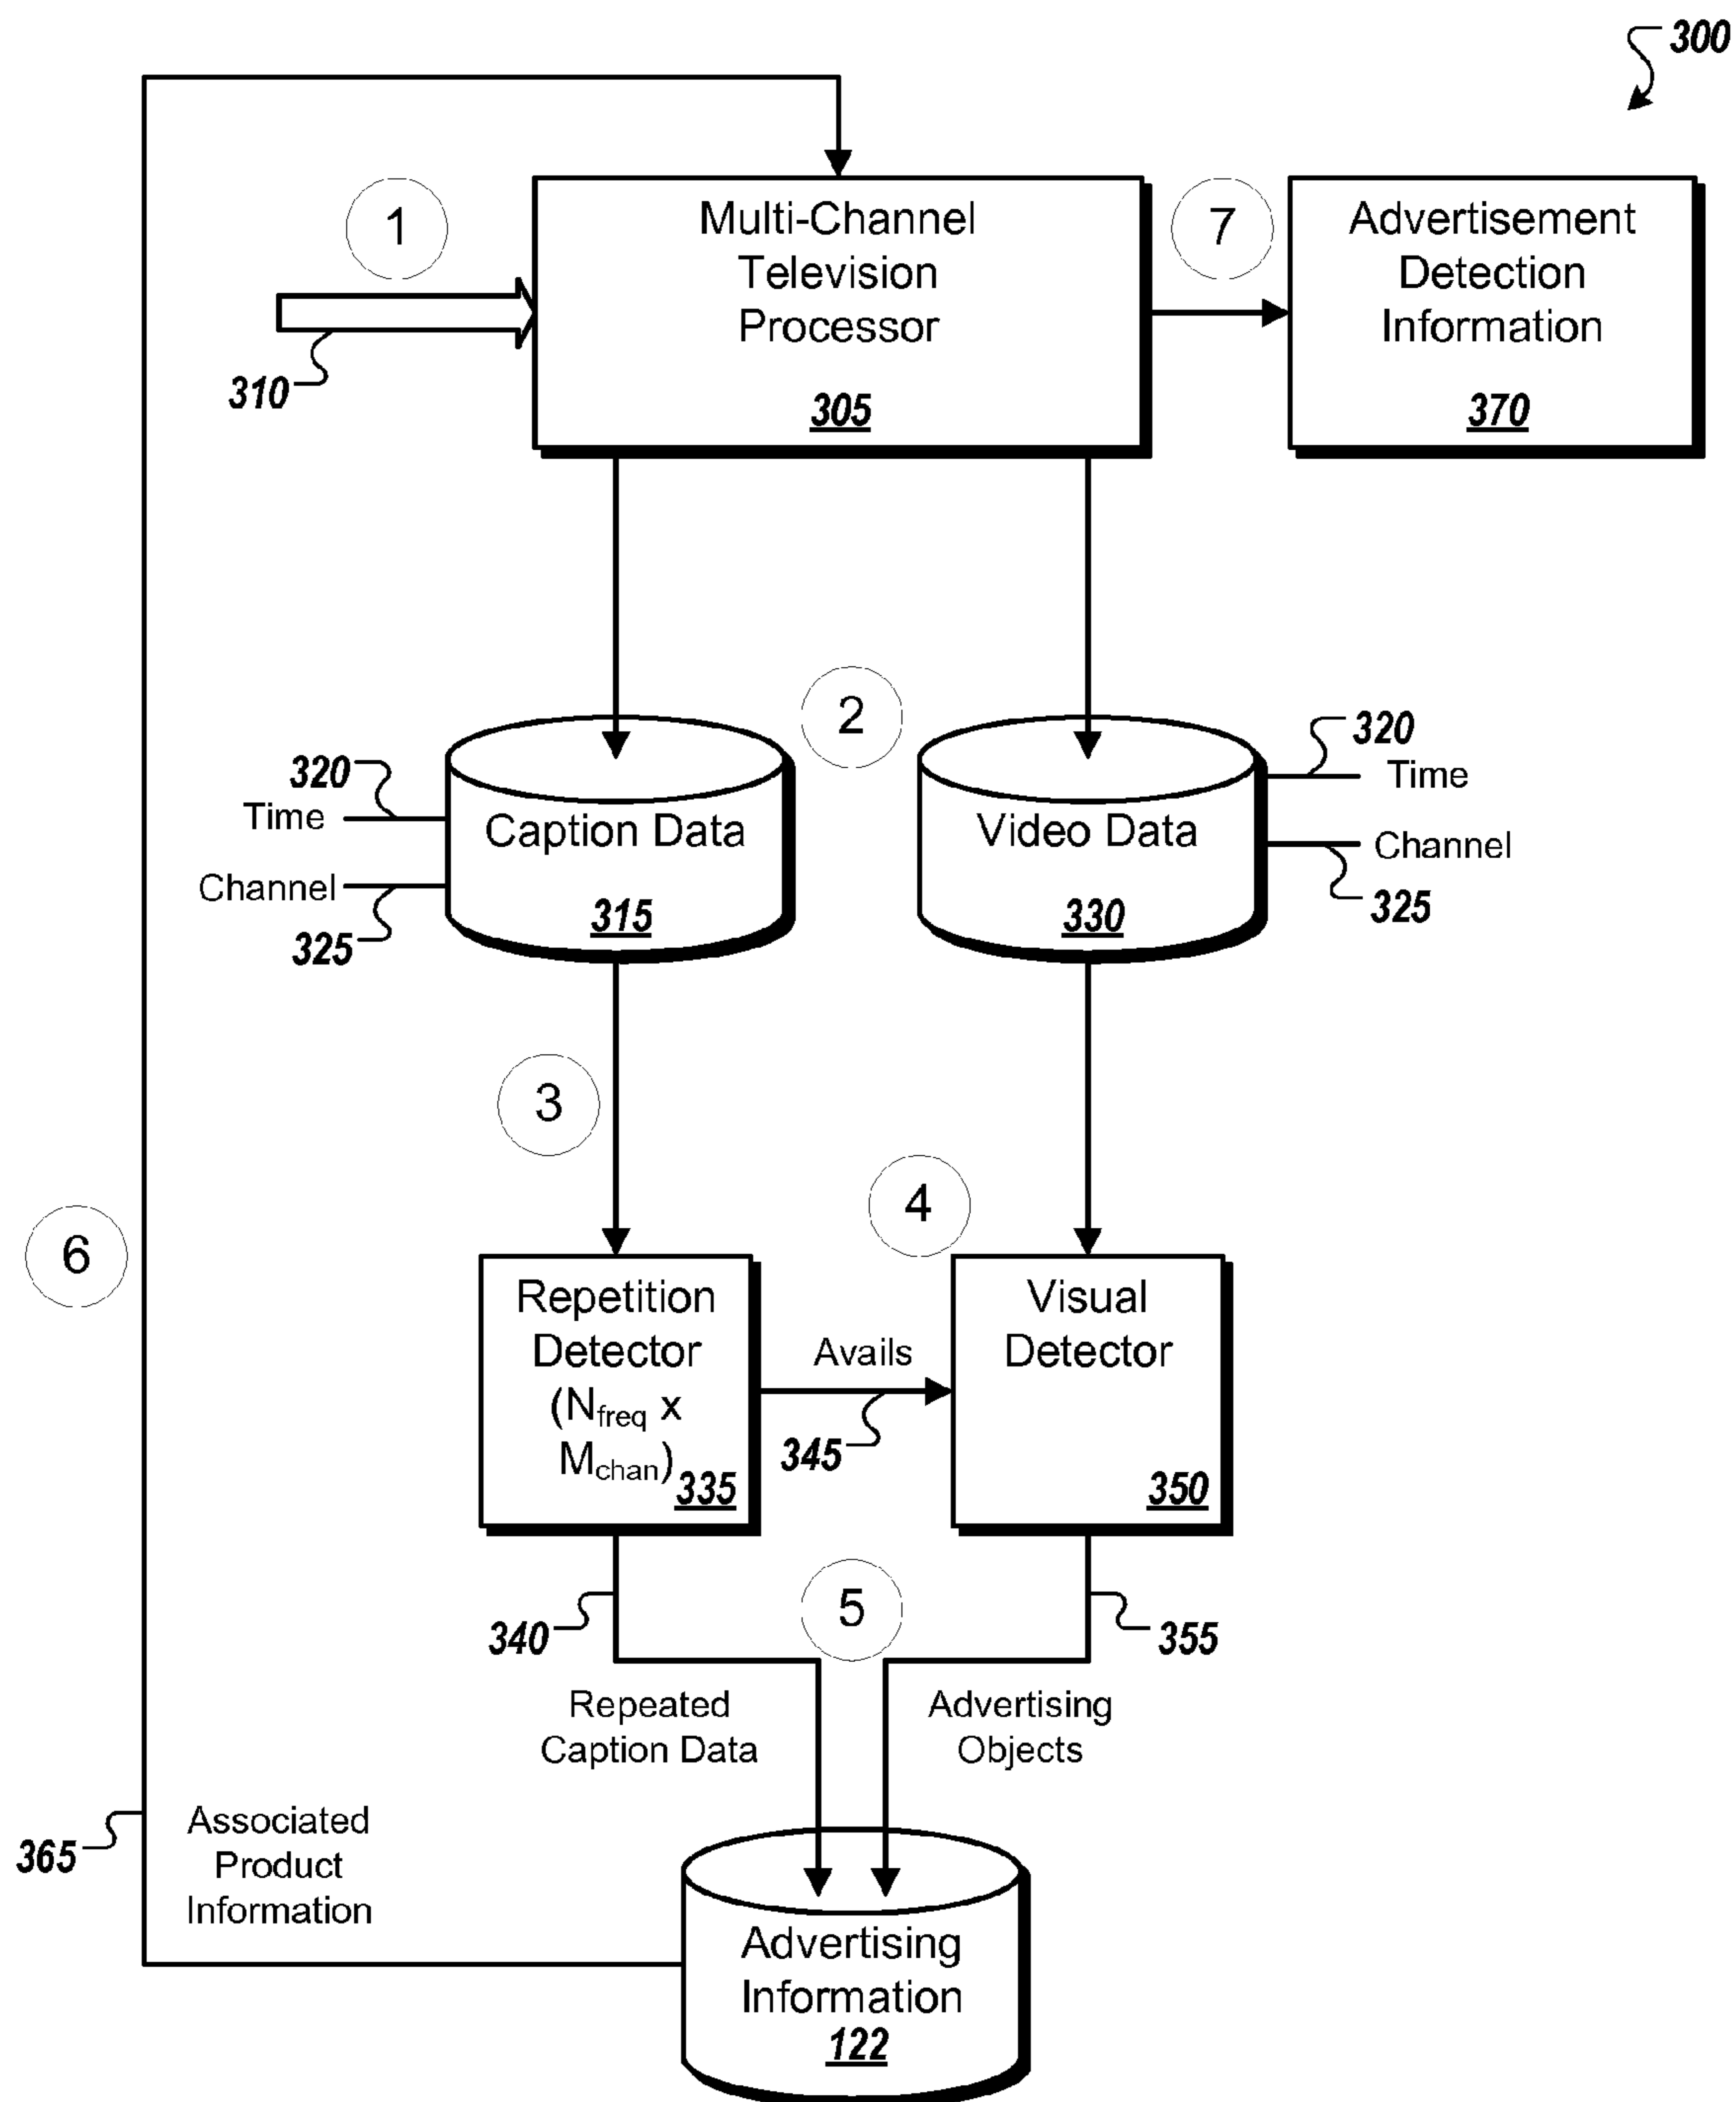 300
1
Multi-Channel
Television
Processor
305
7
Advertisement
Detection
Information
370
310
2
320
Time
Channel
325
Caption Data
315
Video Data
330
320
Time
Channel
325
3
4
6
Repetition
Detector
(Nfreq x
Mchan)
335
Avails
345
Visual
Detector
350
340
5
355
Repeated
Caption Data
Advertising
Objects
365
Associated
Product
Information
Advertising
Information
122